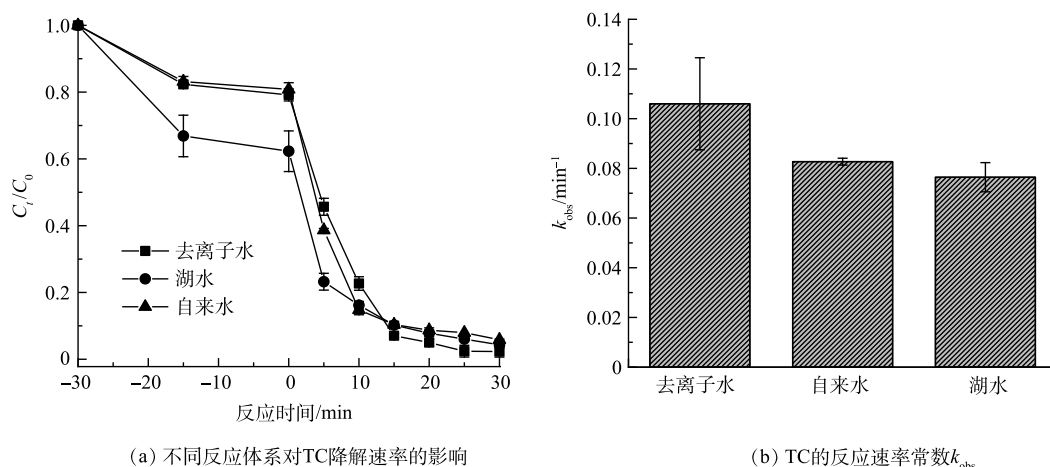 1.0
0.8
0.6
0.4
0.2
0
C_t/C_0
去离子水
湖水
自来水
–30
–20
–10
0
10
20
30
反应时间/min
(a) 不同反应体系对TC降解速率的影响
0.14
0.12
0.10
0.08
0.06
0.04
0.02
0
k_obs/min⁻¹
去离子水
自来水
湖水
(b) TC的反应速率常数k_obs